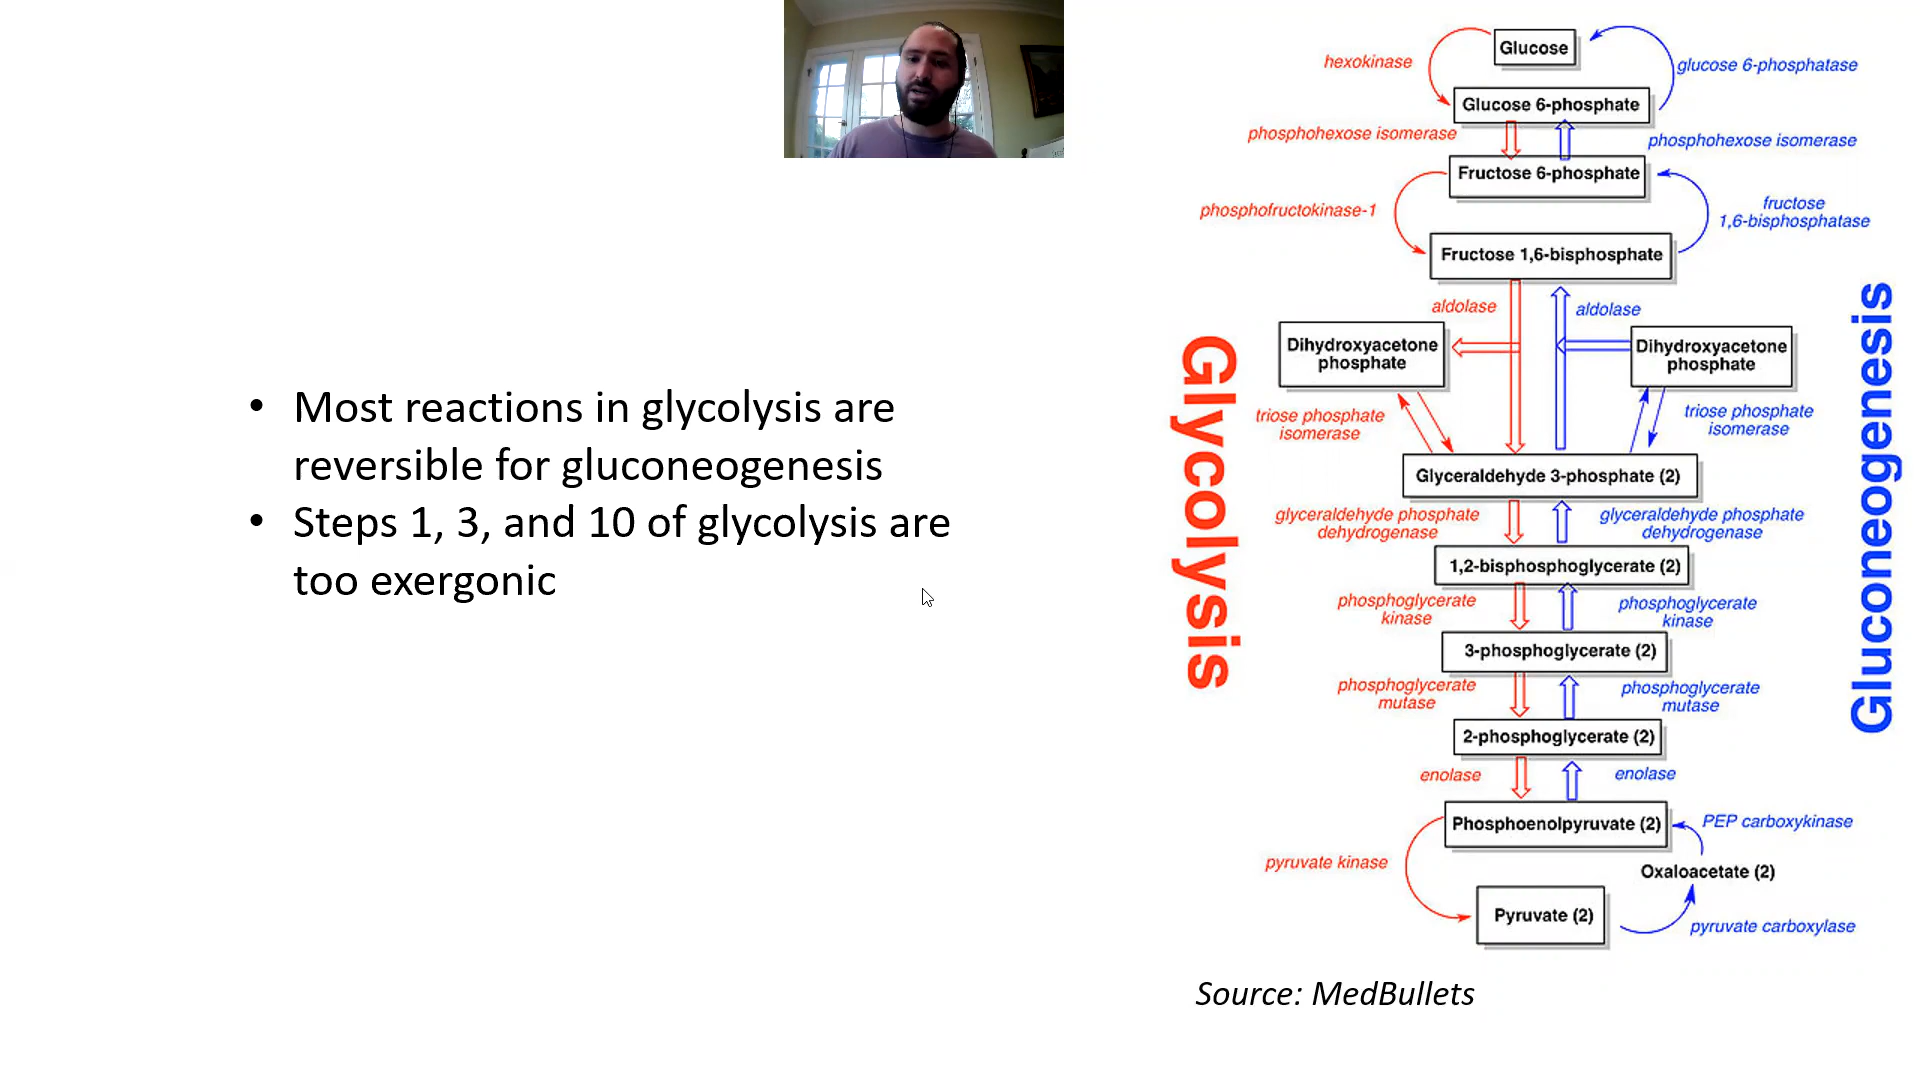 • Most reactions in glycolysis are
reversible for gluconeogenesis
• Steps 1, 3, and 10 of glycolysis are
too exergonic
Glycolysis
Gluconeogenesis
Glucose
hexokinase
glucose 6-phosphatase
Glucose 6-phosphate
phosphohexose isomerase
phosphohexose isomerase
Fructose 6-phosphate
phosphofructokinase-1
fructose
1,6-bisphosphatase
Fructose 1,6-bisphosphate
aldolase
aldolase
Dihydroxyacetone
phosphate
Dihydroxyacetone
phosphate
triose phosphate
isomerase
triose phosphate
isomerase
Glyceraldehyde 3-phosphate (2)
glyceraldehyde phosphate
dehydrogenase
glyceraldehyde phosphate
dehydrogenase
1,2-bisphosphoglycerate (2)
phosphoglycerate
kinase
phosphoglycerate
kinase
3-phosphoglycerate (2)
phosphoglycerate
mutase
phosphoglycerate
mutase
2-phosphoglycerate (2)
enolase
enolase
Phosphoenolpyruvate (2)
PEP carboxykinase
pyruvate kinase
Oxaloacetate (2)
Pyruvate (2)
pyruvate carboxylase
Source: MedBullets